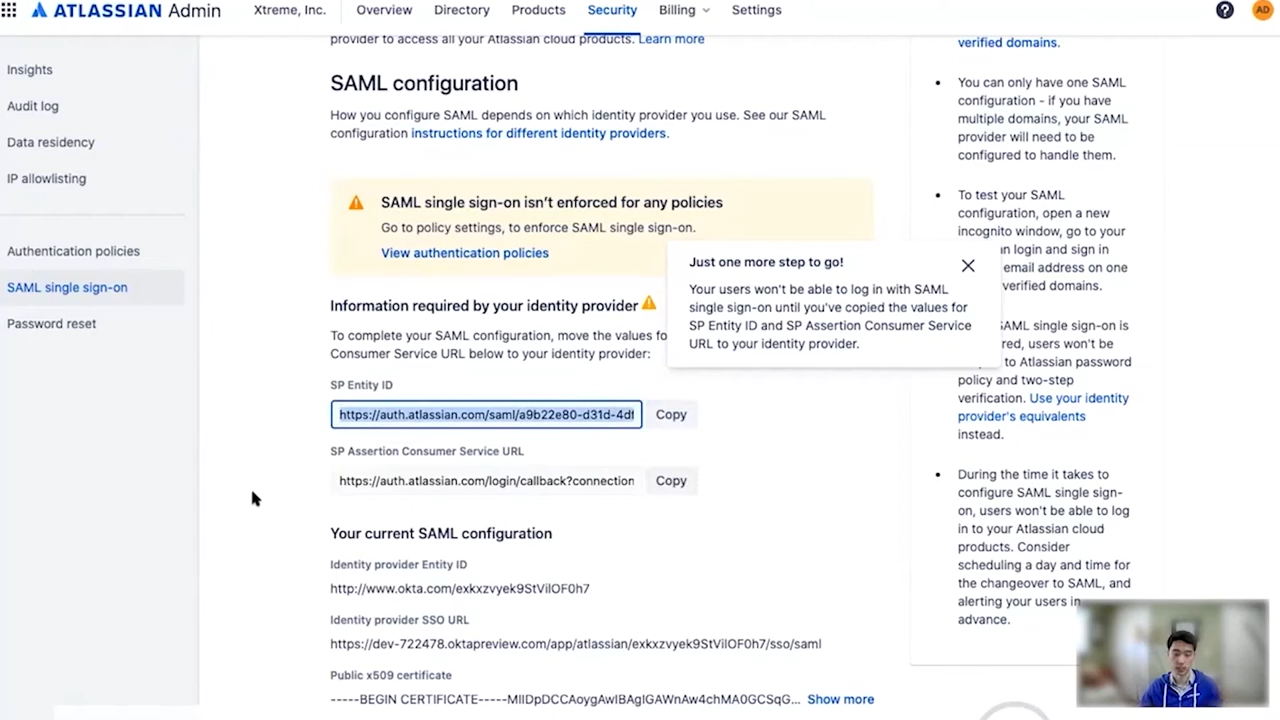 ATLASSIAN Admin
Xtreme, Inc.
Overview
Directory
Products
Security
Billing
Settings
AD
Insights
Audit log
Data residency
IP allowlisting
Authentication policies
SAML single sign-on
Password reset
provider to access all your Atlassian cloud products. Learn more
SAML configuration
How you configure SAML depends on which identity provider you use. See our SAML
configuration instructions for different identity providers.
SAML single sign-on isn't enforced for any policies
Go to policy settings, to enforce SAML single sign-on.
View authentication policies
Just one more step to go!
Your users won't be able to log in with SAML
single sign-on until you've copied the values for
SP Entity ID and SP Assertion Consumer Service
URL to your identity provider.
Information required by your identity provider
To complete your SAML configuration, move the values fo
Consumer Service URL below to your identity provider:
SP Entity ID
https://auth.atlassian.com/saml/a9b22e80-d31d-4df
Copy
SP Assertion Consumer Service URL
https://auth.atlassian.com/login/callback?connection
Copy
Your current SAML configuration
Identity provider Entity ID
http://www.okta.com/exkxzvyek9StVilOF0h7
Identity provider SSO URL
https://dev-722478.oktapreview.com/app/atlassian/exkxzvyek9StVilOF0h7/sso/saml
Public x509 certificate
-----BEGIN CERTIFICATE-----MIIDpDCCAoygAwIBAgIGAWnAw4chMA0GCSqG... Show more
verified domains.
You can only have one SAML
configuration - if you have
multiple domains, your SAML
provider will need to be
configured to handle them.
To test your SAML
configuration, open a new
incognito window, go to your
n login and sign in
email address on one
verified domains.
SAML single sign-on is
red, users won't be
to Atlassian password
policy and two-step
verification. Use your identity
provider's equivalents
instead.
During the time it takes to
configure SAML single sign-
on, users won't be able to log
in to your Atlassian cloud
products. Consider
scheduling a day and time for
the changeover to SAML, and
alerting your users in
advance.